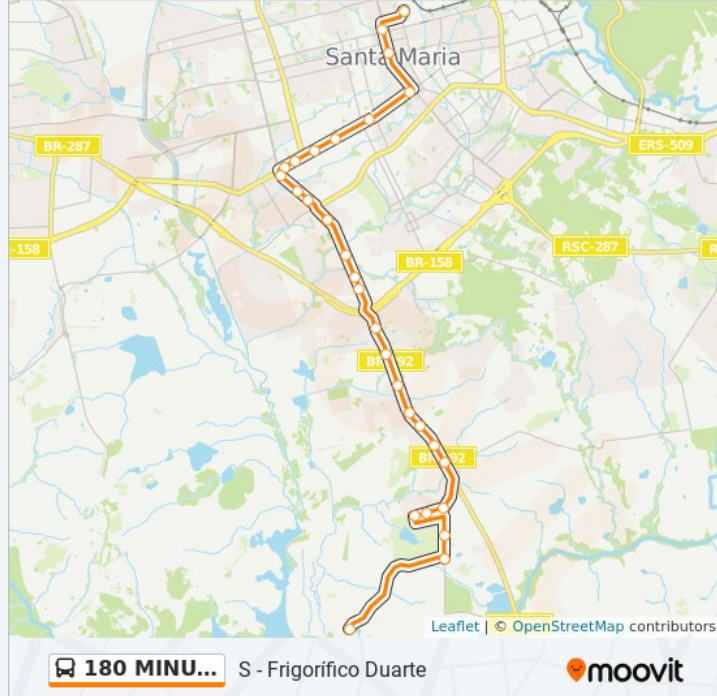 Santa Maria
BR-287
ERS-509
-158
RSC-287
R
BR-158
BR-392
BR-392
Leaflet | © OpenStreetMap contributors
180 MINU... S - Frigorífico Duarte moovit